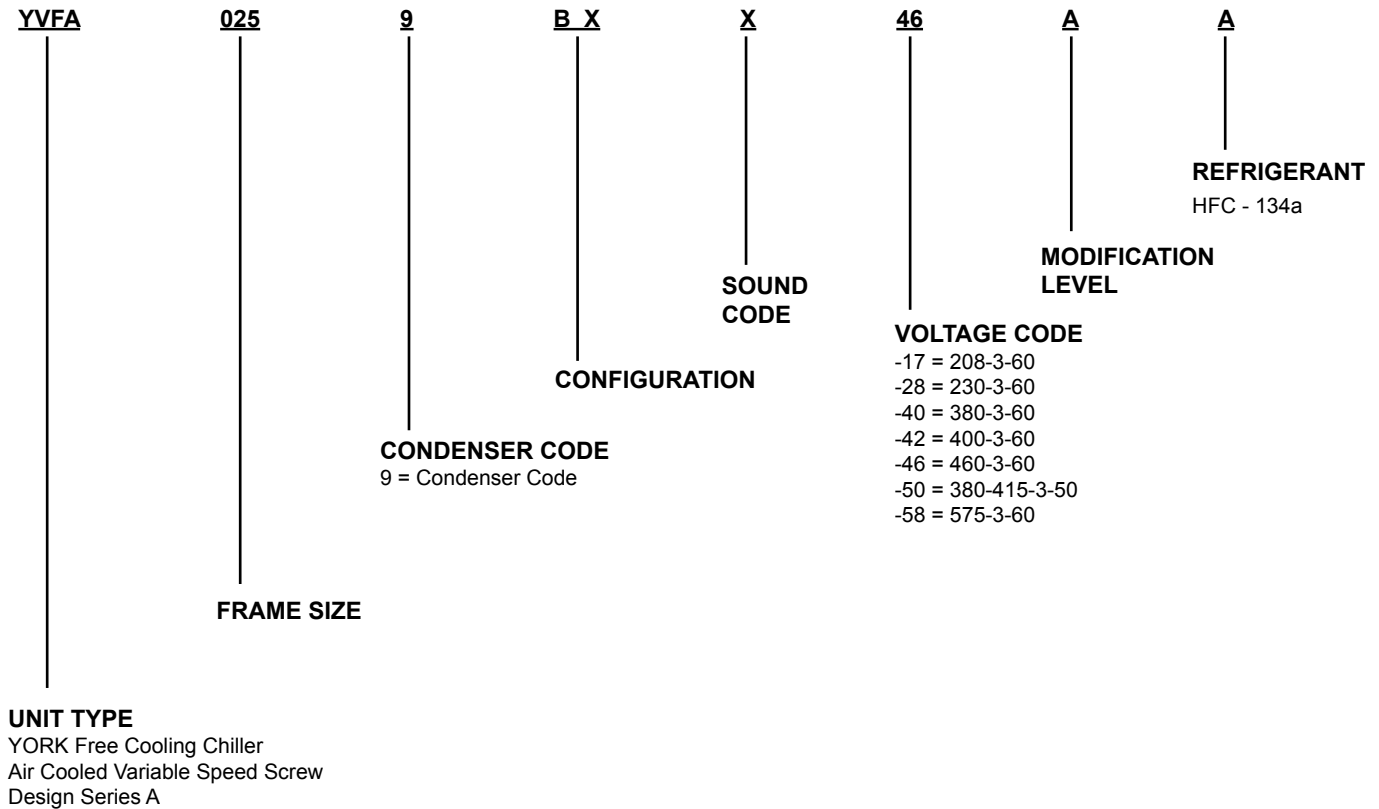 YVFA 025 9 B X X 46 A A
REFRIGERANT
HFC - 134a
MODIFICATION
LEVEL
SOUND
CODE
VOLTAGE CODE
-17 = 208-3-60
-28 = 230-3-60
-40 = 380-3-60
-42 = 400-3-60
-46 = 460-3-60
-50 = 380-415-3-50
-58 = 575-3-60
CONFIGURATION
CONDENSER CODE
9 = Condenser Code
FRAME SIZE
UNIT TYPE
YORK Free Cooling Chiller
Air Cooled Variable Speed Screw
Design Series A